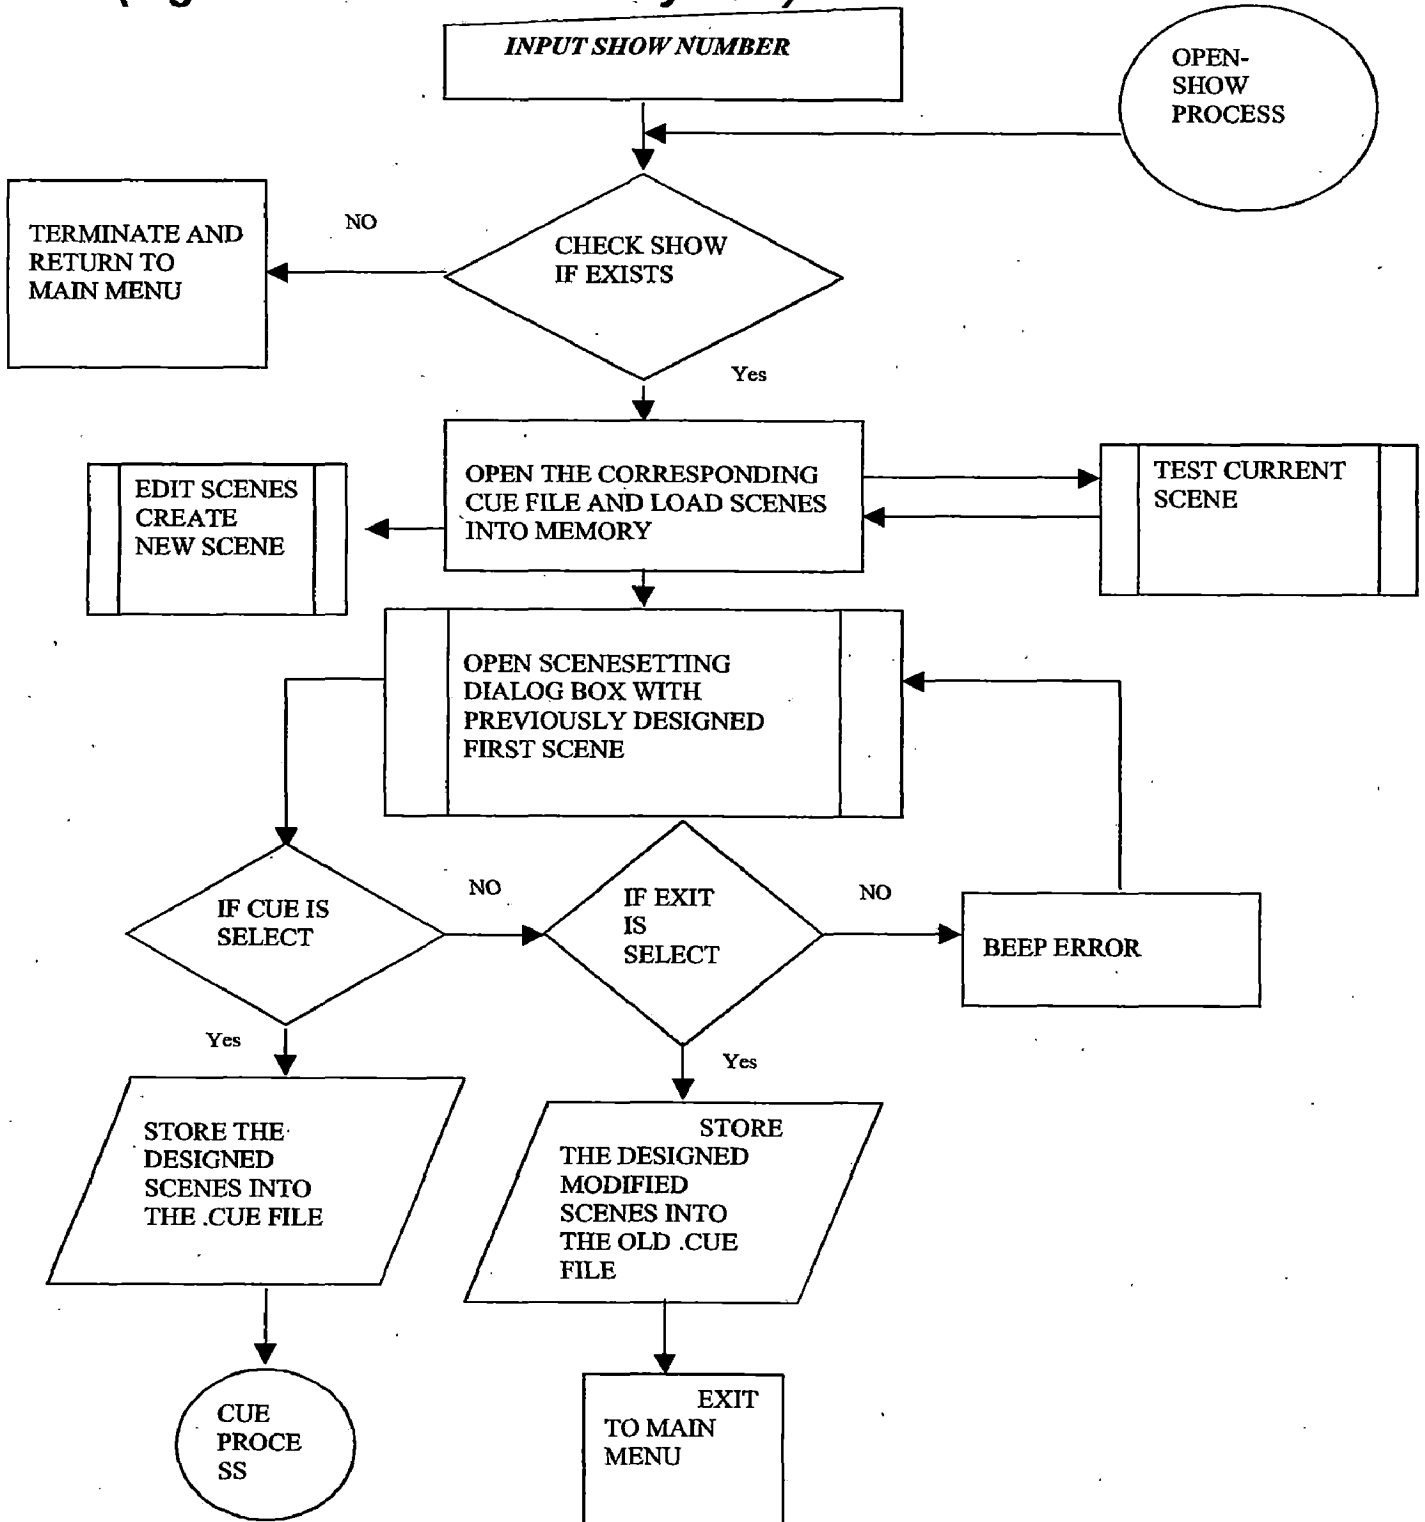 INPUT SHOW NUMBER
OPEN-
SHOW
PROCESS
NO
TERMINATE AND
RETURN TO
MAIN MENU
CHECK SHOW
IF EXISTS
Yes
EDIT SCENES
CREATE
NEW SCENE
OPEN THE CORRESPONDING
CUE FILE AND LOAD SCENES
INTO MEMORY
TEST CURRENT
SCENE
OPEN SCENESETTING
DIALOG BOX WITH
PREVIOUSLY DESIGNED
FIRST SCENE
IF CUE IS
SELECT
NO
IF EXIT
IS
SELECT
NO
BEEP ERROR
Yes
Yes
STORE THE
DESIGNED
SCENES INTO
THE .CUE FILE
STORE
THE DESIGNED
MODIFIED
SCENES INTO
THE OLD .CUE
FILE
CUE
PROCE
SS
EXIT
TO MAIN
MENU